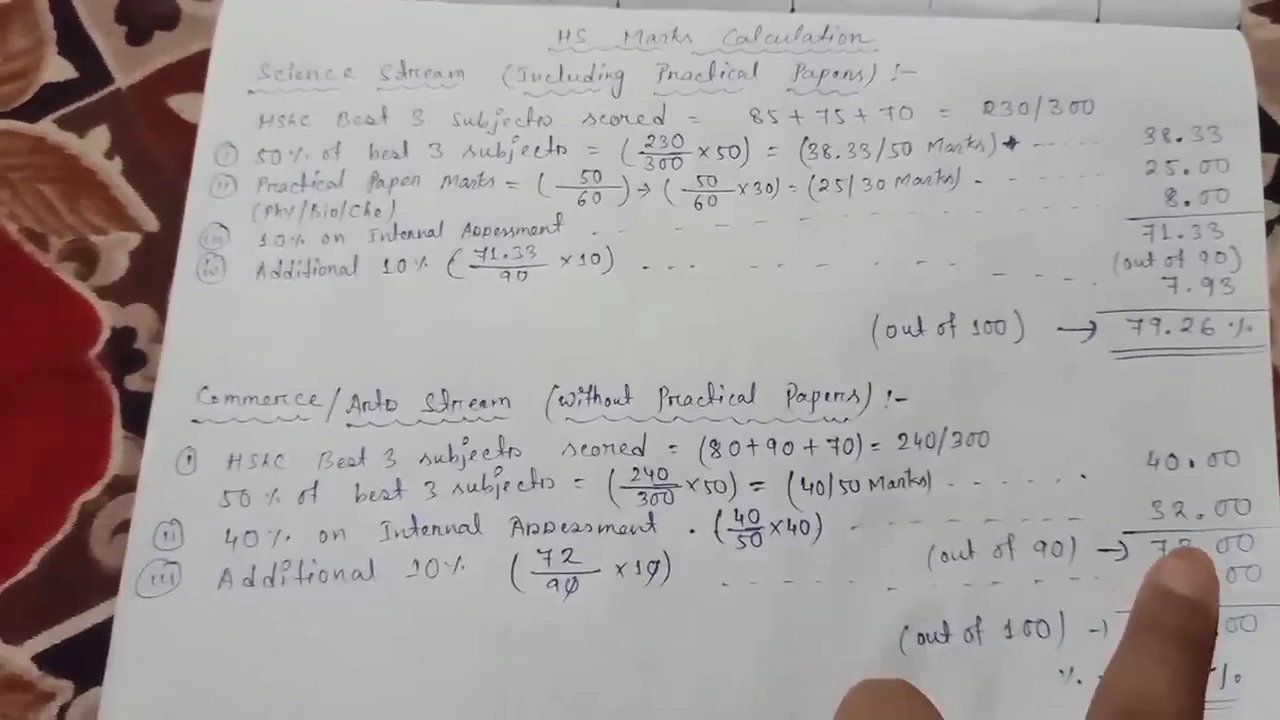 HS Marks Calculation
Science Stream (Including Practical Papers) :-
HSLC Best 3 subjects scored = 85 + 75 + 70 = 230/300
(i) 50% of best 3 subjects = (230/300 × 50) = (38.33/50 Marks) ..... 38.33
(ii) Practical Paper Marks = (50/60) → (50/60 × 30) = (25/30 Marks) - ... 25.00
(Phy/Bio/Che)
(iii) 10% on Internal Assessment ... 8.00
71.33
(iv) Additional 10% (71.33/90 × 10) ... (out of 90)
7.93
(out of 100) → 79.26 %
Commerce/Arts Stream (Without Practical Papers) :-
(i) HSLC Best 3 subjects scored = (80 + 90 + 70) = 240/300
50% of best 3 subjects = (240/300 × 50) = (40/50 Marks) ...... 40.00
(ii) 40% on Internal Assessment . (40/50 × 40) ... 32.00
(out of 90) → 00
(iii) Additional 10% (72/90 × 10) ... 00
(out of 100) → 00
%. %